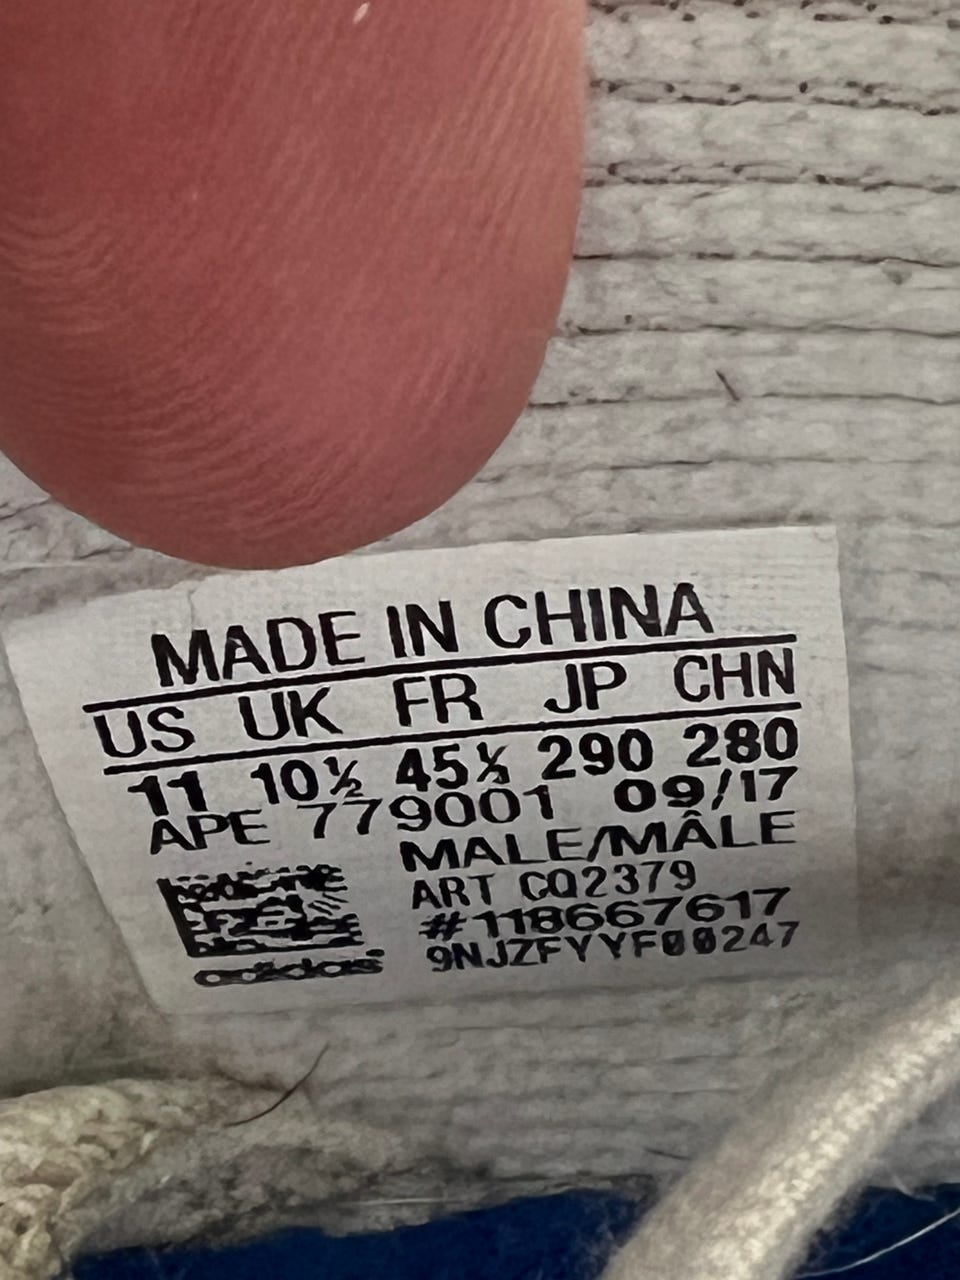 MADE IN CHINA
US UK FR JP CHN
11 10½ 45⅓ 290 280
APE 779001 09/17
MALE/MÂLE
ART CQ2379
#118667617
9NJZFYYF00247
adidas